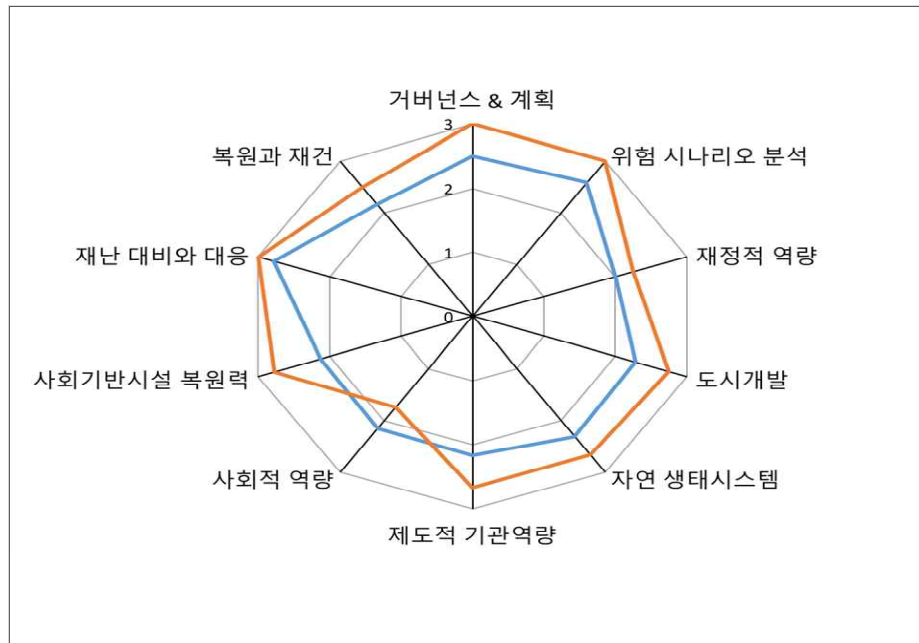 거버넌스 & 계획
3
복원과 재건
위험 시나리오 분석
2
재난 대비와 대응
재정적 역량
1
0
사회기반시설 복원력
도시개발
사회적 역량
자연 생태시스템
제도적 기관역량